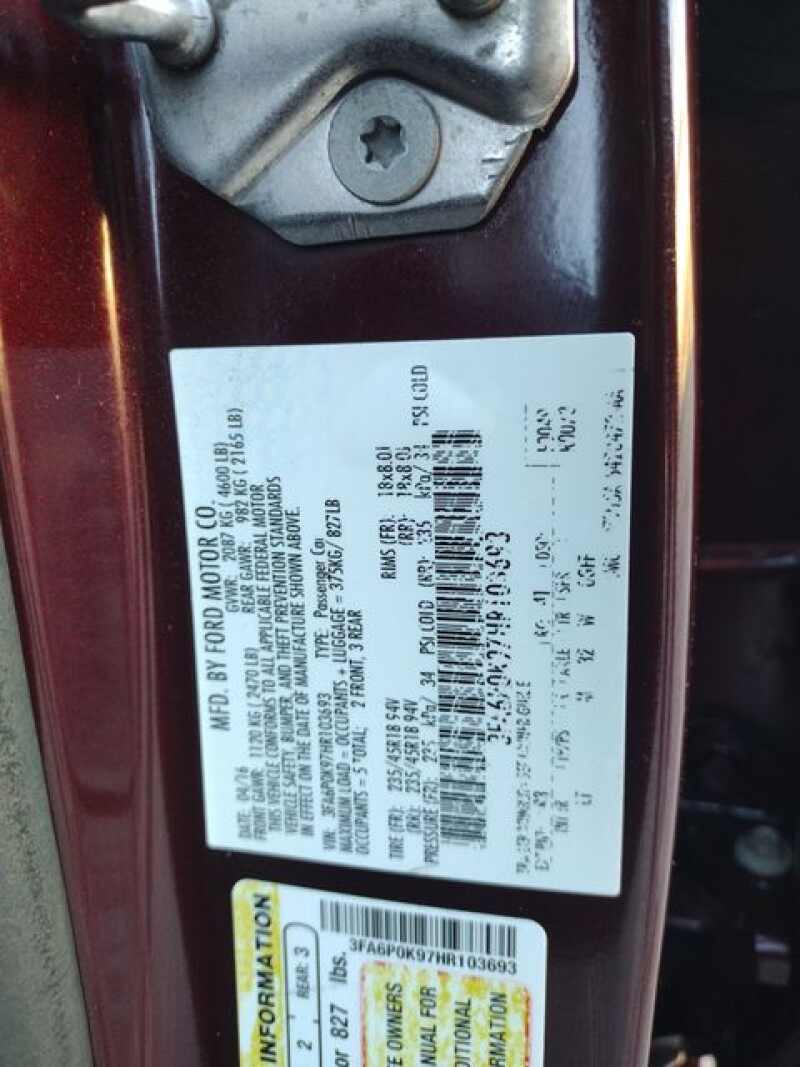 MFD. BY FORD MOTOR CO.
DATE: 04/16 GVWR: 2087 KG ( 4600 LB)
FRONT GAWR: 1120 KG ( 2470 LB) REAR GAWR: 982 KG ( 2165 LB)
THIS VEHICLE CONFORMS TO ALL APPLICABLE FEDERAL MOTOR
VEHICLE SAFETY, BUMPER, AND THEFT PREVENTION STANDARDS
IN EFFECT ON THE DATE OF MANUFACTURE SHOWN ABOVE.
VIN: 3FA6P0K97HR103693 TYPE: Passenger Car
MAXIMUM LOAD = OCCUPANTS + LUGGAGE = 375KG/ 827LB
OCCUPANTS = 5 TOTAL: 2 FRONT, 3 REAR
TIRE (FR): 235/45R18 94V RIMS (FR): 18x8.0J
(RR): 235/45R18 94V (RR): 18x8.0J
PRESSURE (FR): 235 kPa/ 34 PSI COLD (RR): 235 kPa/ 34 PSI COLD
3FA6P0K97HR103693
INFORMATION
2 REAR: 3
or 827 lbs.
3FA6P0K97HR103693
OWNERS
FOR